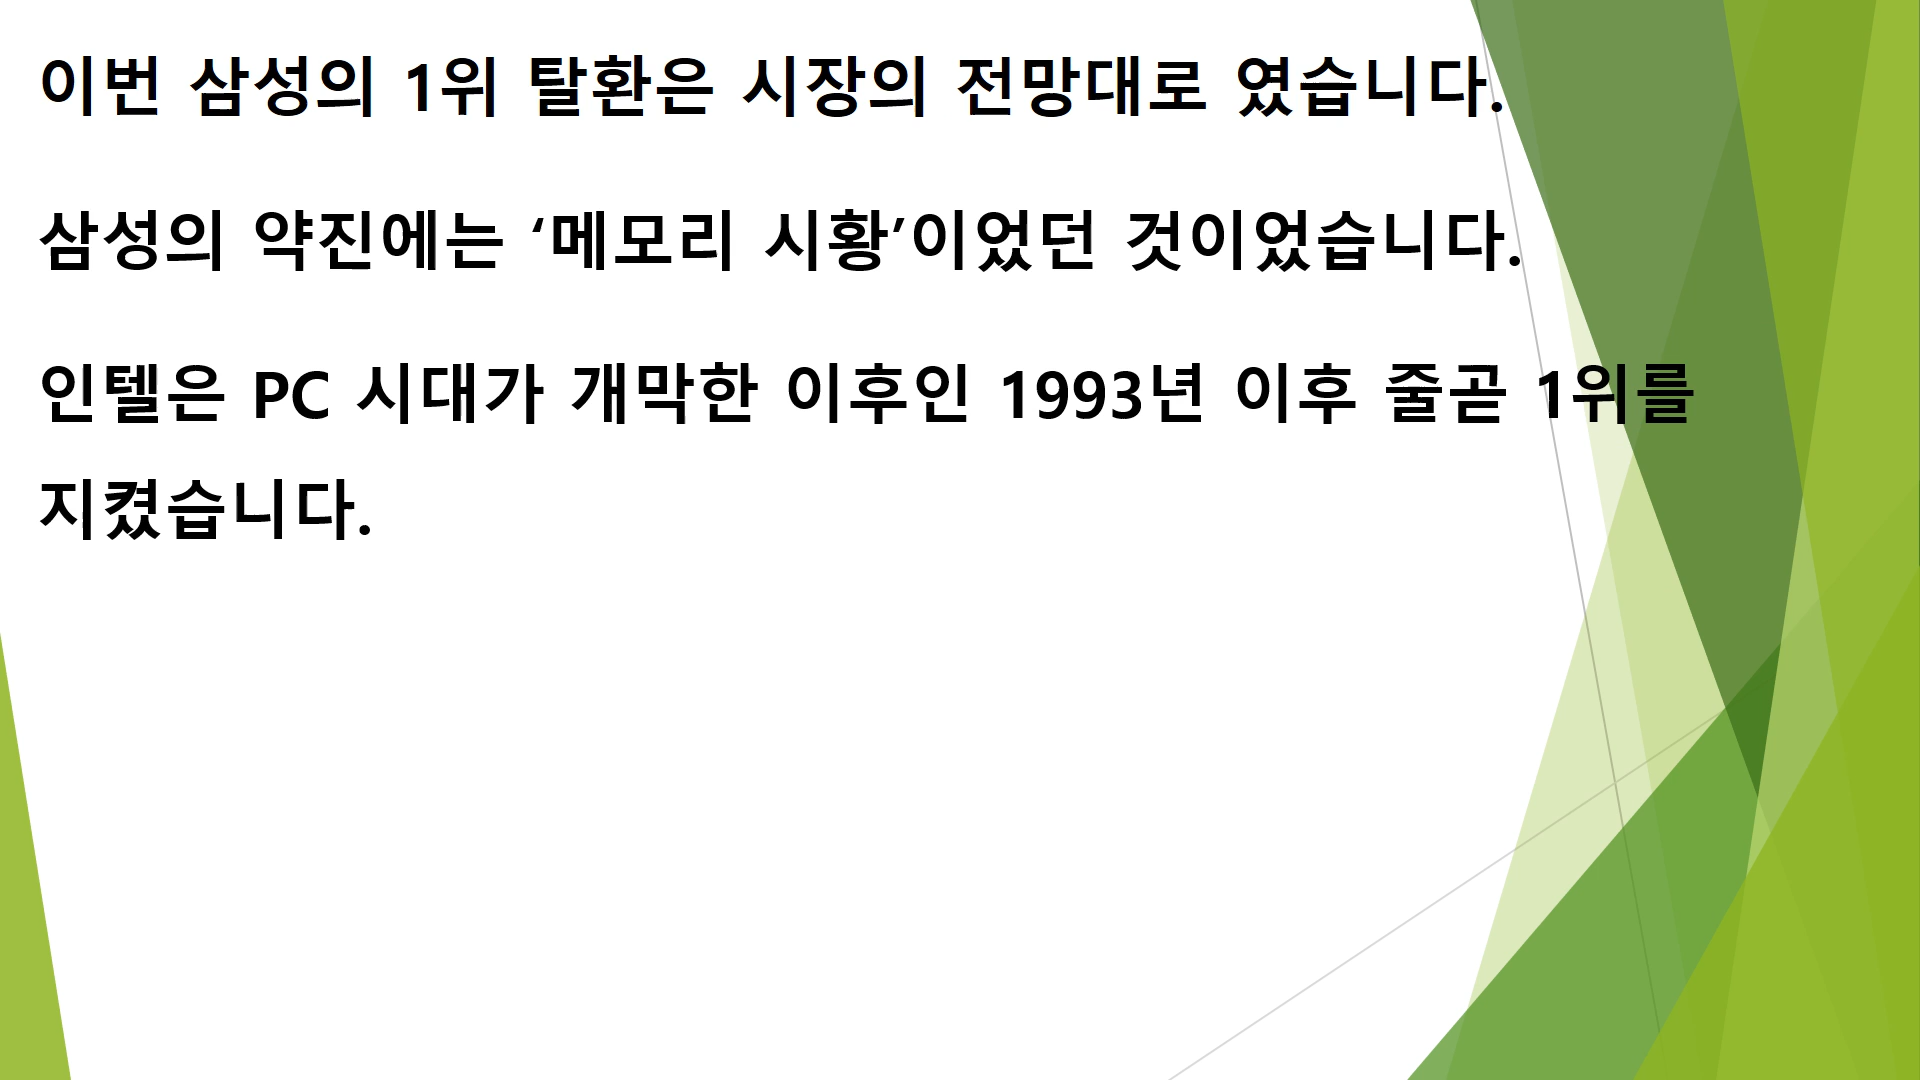 이번 삼성의 1위 탈환은 시장의 전망대로 였습니다.
삼성의 약진에는 ‘메모리 시황’이었던 것이었습니다.
인텔은 PC 시대가 개막한 이후인 1993년 이후 줄곧 1위를
지켰습니다.